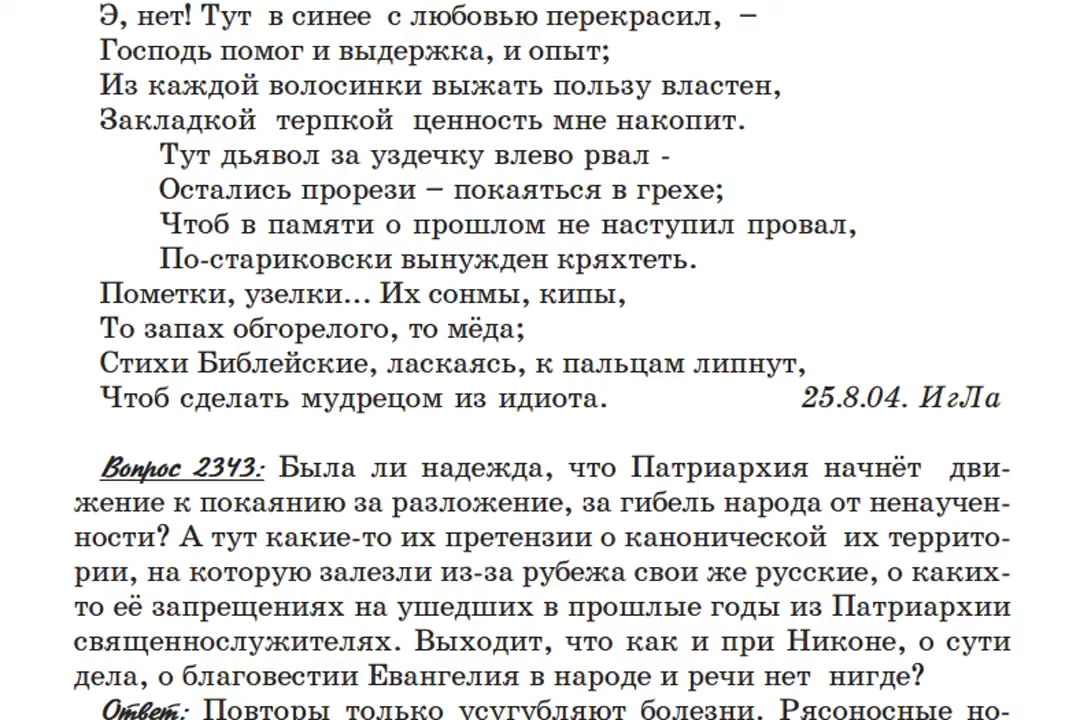 Э, нет! Тут в синее с любовью перекрасил, –
Господь помог и выдержка, и опыт;
Из каждой волосинки выжать пользу властен,
Закладкой терпкой ценность мне накопит.
Тут дьявол за уздечку влево рвал -
Остались прорези – покаяться в грехе;
Чтоб в памяти о прошлом не наступил провал,
По-стариковски вынужден кряхтеть.
Пометки, узелки... Их сонмы, кипы,
То запах обгорелого, то мёда;
Стихи Библейские, ласкаясь, к пальцам липнут,
Чтоб сделать мудрецом из идиота. 25.8.04. ИгЛа
Вопрос 2343: Была ли надежда, что Патриархия начнёт дви-
жение к покаянию за разложение, за гибель народа от ненаучен-
ности? А тут какие-то их претензии о канонической их террито-
рии, на которую залезли из-за рубежа свои же русские, о каких-
то её запрещениях на ушедших в прошлые годы из Патриархии
священнослужителях. Выходит, что как и при Никоне, о сути
дела, о благовестии Евангелия в народе и речи нет нигде?
Ответ: Повторы только усугубляют болезни. Рясоносные но-